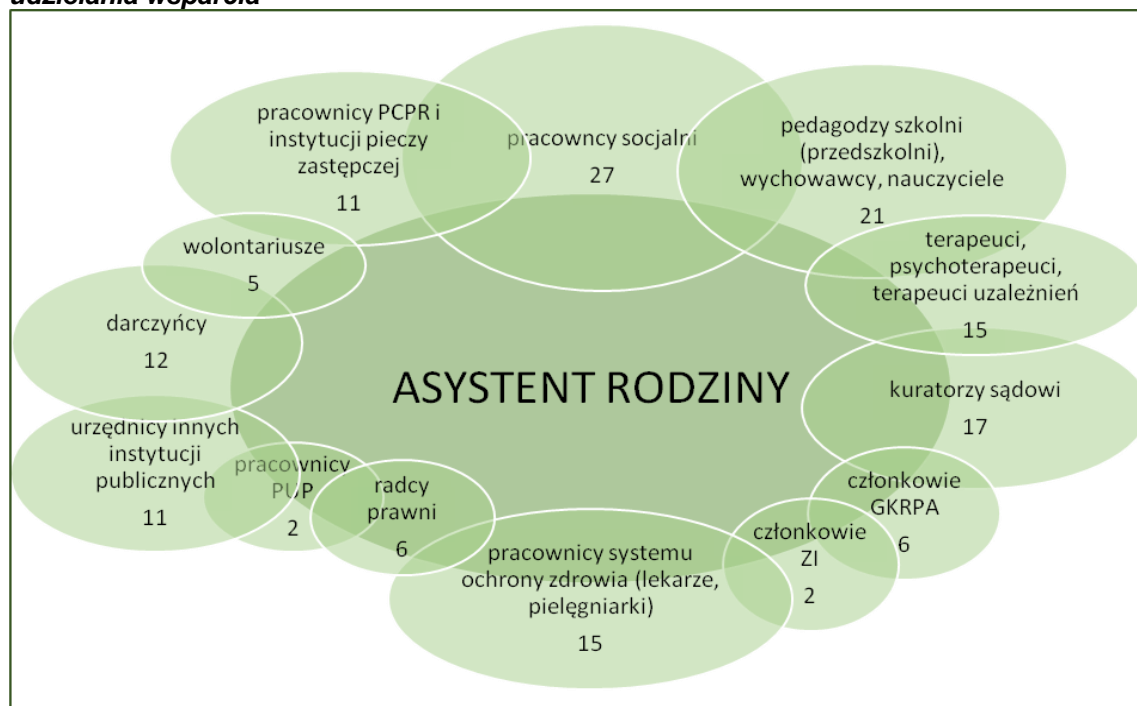 udzielania wsparcia
pracowncy socjalni
27
pedagodzy szkolni
(przedszkolni),
wychowawcy, nauczyciele
21
terapeuci,
psychoterapeuci,
terapeuci uzależnień
15
kuratorzy sądowi
17
członkowie
GKRPA
6
członkowie
ZI
2
pracownicy systemu
ochrony zdrowia (lekarze,
pielęgniarki)
15
radcy
prawni
6
pracownicy
PUP
2
urzędnicy innych
instytucji
publicznych
11
darczyńcy
12
wolontariusze
5
pracownicy PCPR i
instytucji pieczy
zastępczej
11
ASYSTENT RODZINY